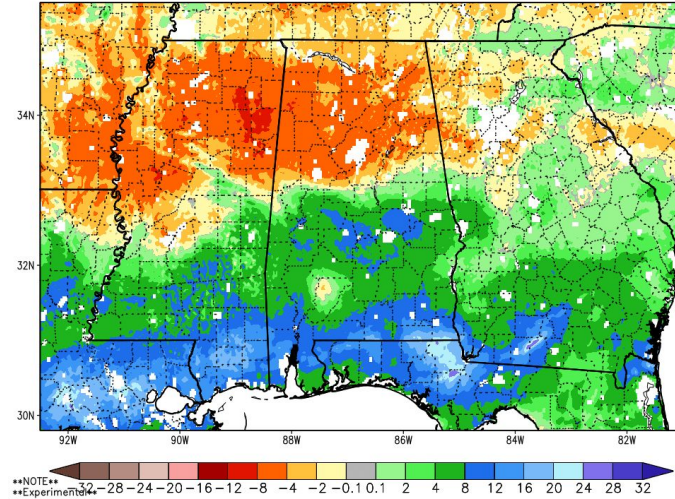 34N
32N
30N
92W 90W 88W 86W 84W 82W
**NOTE**
**Experimental**
-32 -28 -24 -20 -16 -12 -8 -4 -2 -0.1 0.1 2 4 8 12 16 20 24 28 32